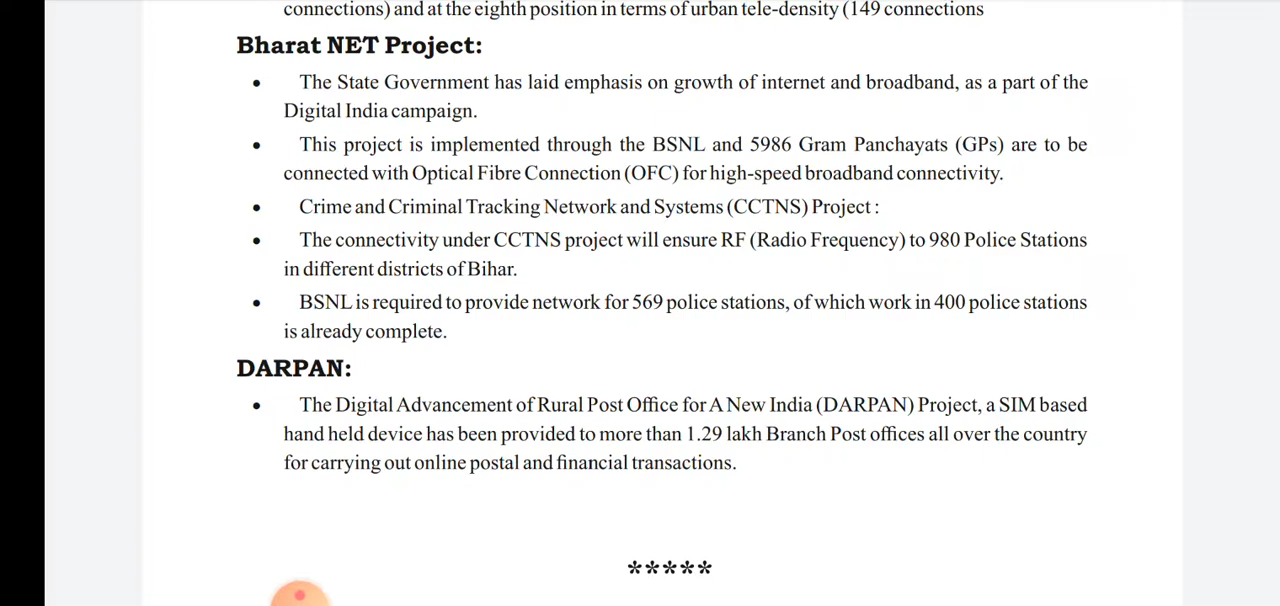 connections) and at the eighth position in terms of urban tele-density (149 connections
Bharat NET Project:
• The State Government has laid emphasis on growth of internet and broadband, as a part of the
Digital India campaign.
• This project is implemented through the BSNL and 5986 Gram Panchayats (GPs) are to be
connected with Optical Fibre Connection (OFC) for high-speed broadband connectivity.
• Crime and Criminal Tracking Network and Systems (CCTNS) Project :
• The connectivity under CCTNS project will ensure RF (Radio Frequency) to 980 Police Stations
in different districts of Bihar.
• BSNL is required to provide network for 569 police stations, of which work in 400 police stations
is already complete.
DARPAN:
• The Digital Advancement of Rural Post Office for A New India (DARPAN) Project, a SIM based
hand held device has been provided to more than 1.29 lakh Branch Post offices all over the country
for carrying out online postal and financial transactions.
*****